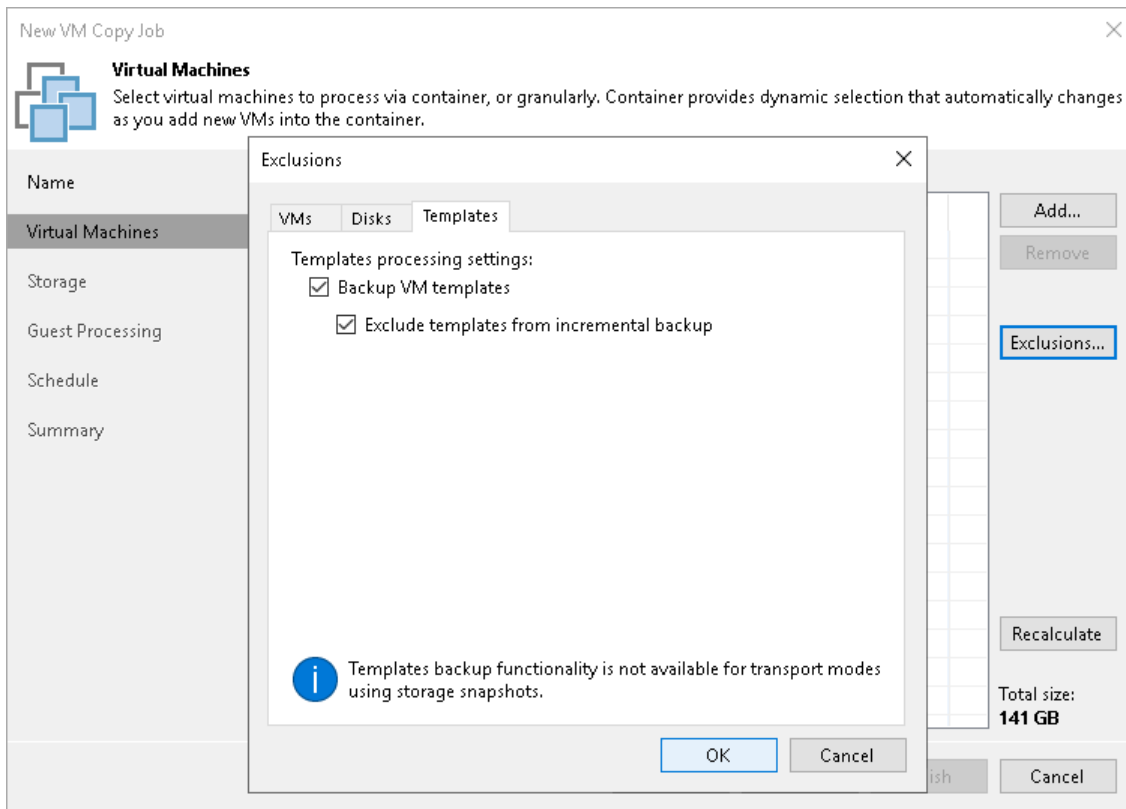 New VM Copy Job
Virtual Machines
Select virtual machines to process via container, or granularly. Container provides dynamic selection that automatically changes
as you add new VMs into the container.
Name
Virtual Machines
Storage
Guest Processing
Schedule
Summary
Exclusions
VMs
Disks
Templates
Templates processing settings:
Backup VM templates
Exclude templates from incremental backup
Templates backup functionality is not available for transport modes
using storage snapshots.
OK
Cancel
Add...
Remove
Exclusions...
Recalculate
Total size:
141 GB
Cancel